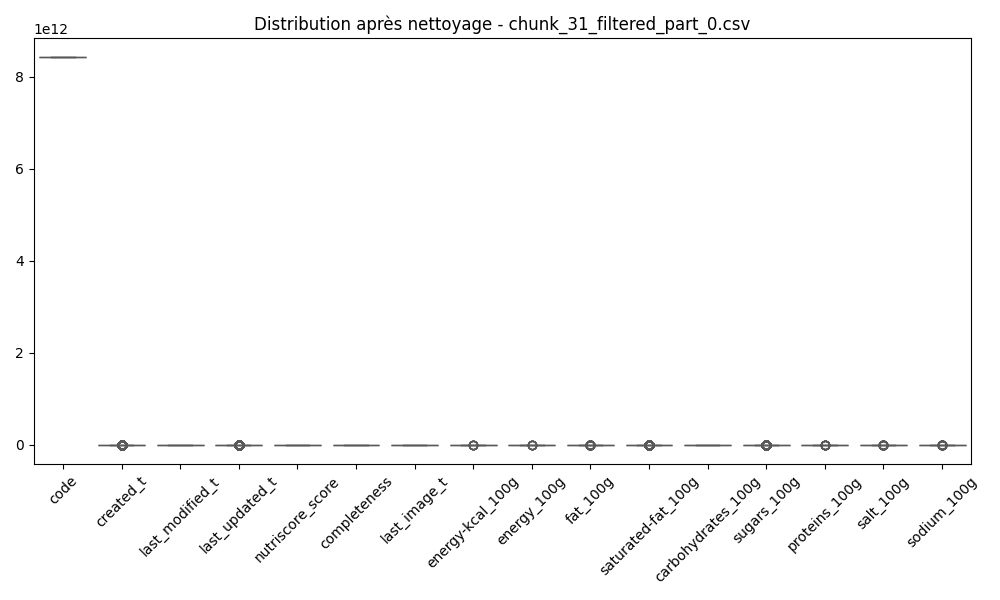 Distribution après nettoyage - chunk_31_filtered_part_0.csv
1e12
8
6
4
2
0
code
created_t
last_modified_t
last_updated_t
nutriscore_score
completeness
last_image_t
energy-kcal_100g
energy_100g
fat_100g
saturated-fat_100g
carbohydrates_100g
sugars_100g
proteins_100g
salt_100g
sodium_100g